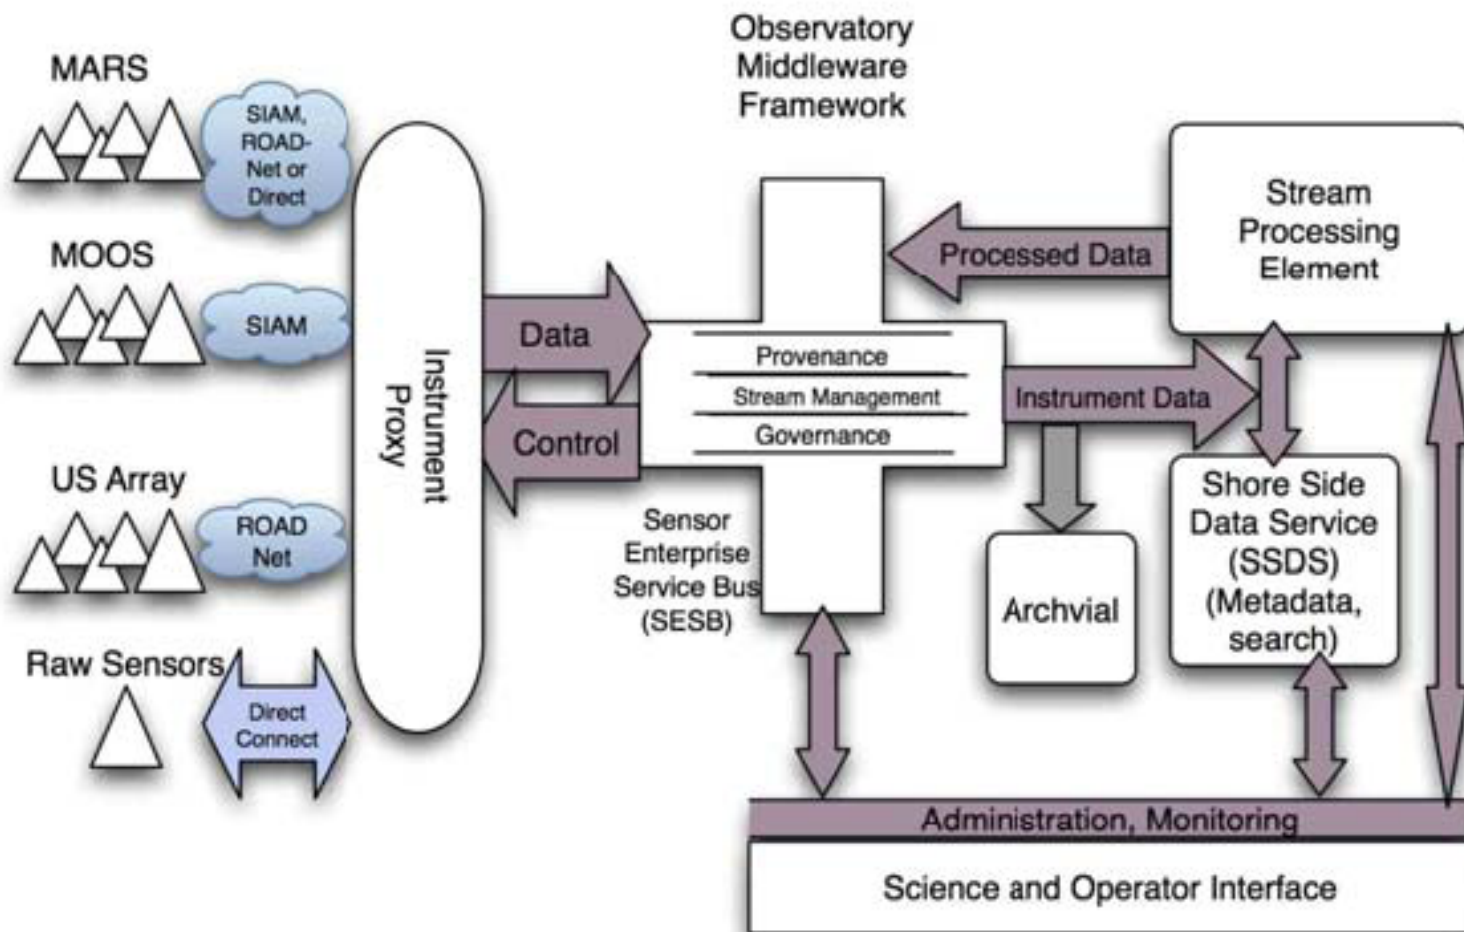 Observatory
Middleware
Framework
MARS
SIAM,
ROAD-
Net or
Direct
MOOS
SIAM
US Array
ROAD
Net
Raw Sensors
Direct
Connect
Instrument
Proxy
Data
Control
Provenance
Stream Management
Governance
Sensor
Enterprise
Service Bus
(SESB)
Processed Data
Instrument Data
Stream
Processing
Element
Archvial
Shore Side
Data Service
(SSDS)
(Metadata,
search)
Administration, Monitoring
Science and Operator Interface